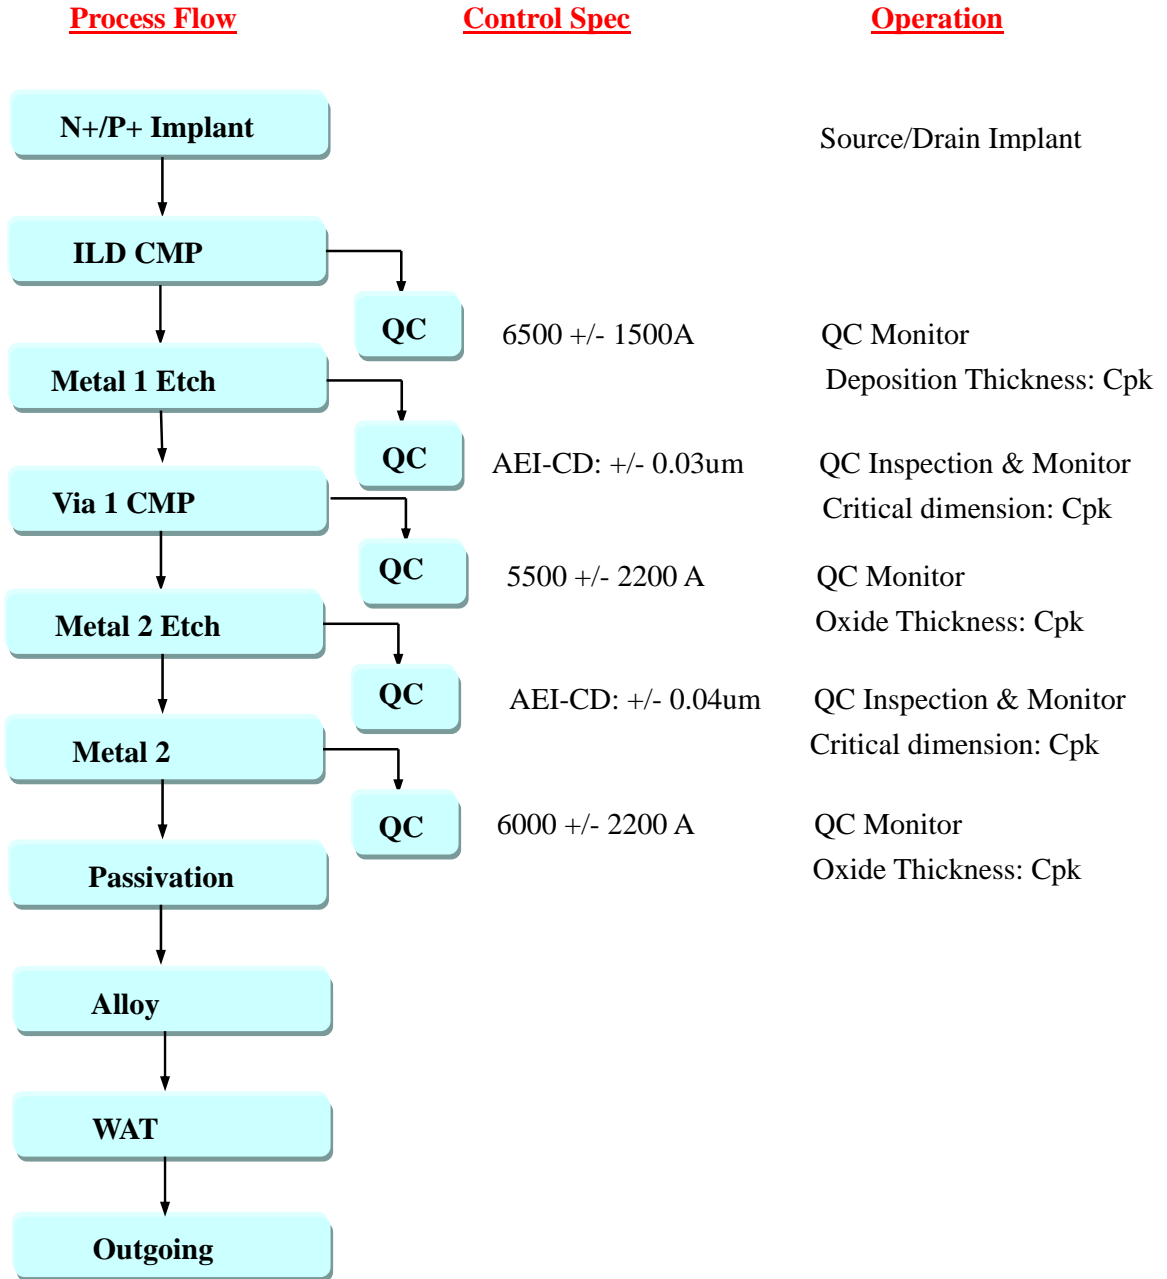 Process Flow Control Spec Operation
N+/P+ Implant
Source/Drain Implant
ILD CMP
QC 6500 +/- 1500A QC Monitor
Metal 1 Etch Deposition Thickness: Cpk
QC AEI-CD: +/- 0.03um QC Inspection & Monitor
Via 1 CMP Critical dimension: Cpk
QC 5500 +/- 2200 A QC Monitor
Metal 2 Etch Oxide Thickness: Cpk
QC AEI-CD: +/- 0.04um QC Inspection & Monitor
Metal 2 Critical dimension: Cpk
QC 6000 +/- 2200 A QC Monitor
Passivation Oxide Thickness: Cpk
Alloy
WAT
Outgoing